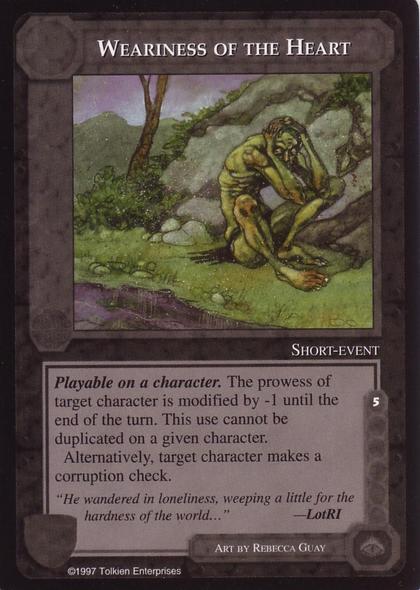 WEARINESS OF THE HEART
SHORT-EVENT
Playable on a character. The prowess of
target character is modified by -1 until the
end of the turn. This use cannot be
duplicated on a given character.
Alternatively, target character makes a
corruption check.
5
“He wandered in loneliness, weeping a little for the
hardness of the world…” —LotRI
ART BY REBECCA GUAY
©1997 Tolkien Enterprises